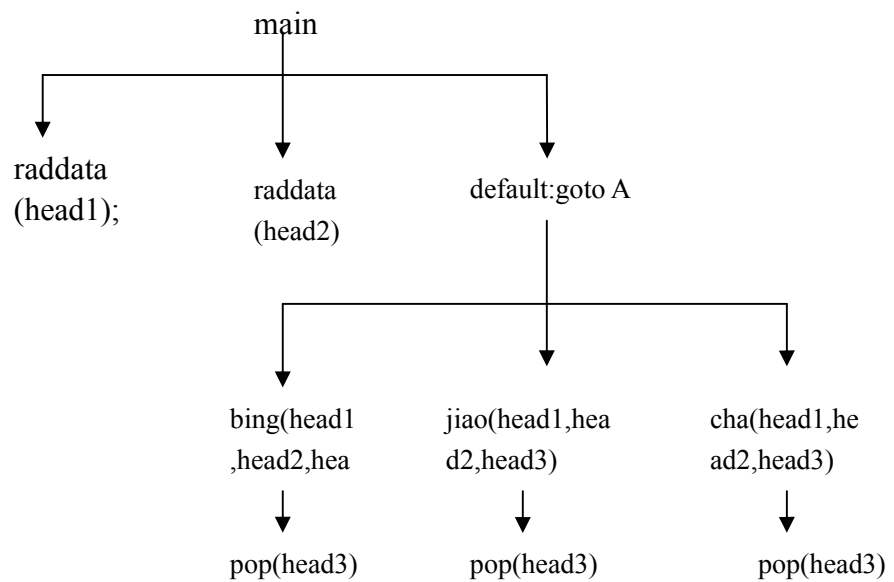 main
raddata
(head1);
raddata
(head2)
default:goto A
bing(head1
,head2,hea
jiao(head1,hea
d2,head3)
cha(head1,he
ad2,head3)
pop(head3)
pop(head3)
pop(head3)